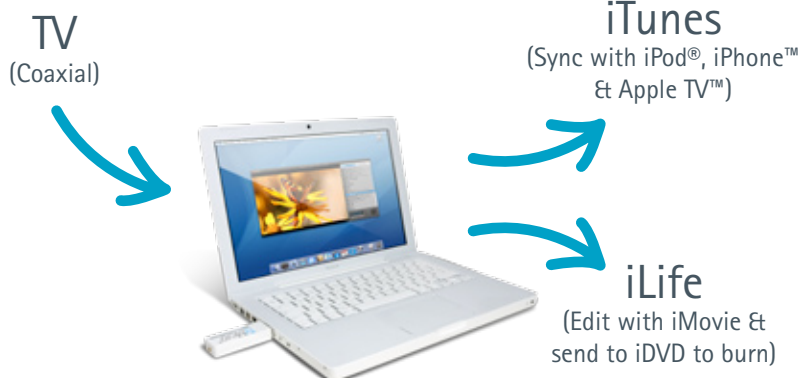 TV
(Coaxial)
iTunes
(Sync with iPod®, iPhone™
& Apple TV™)
iLife
(Edit with iMovie &
send to iDVD to burn)